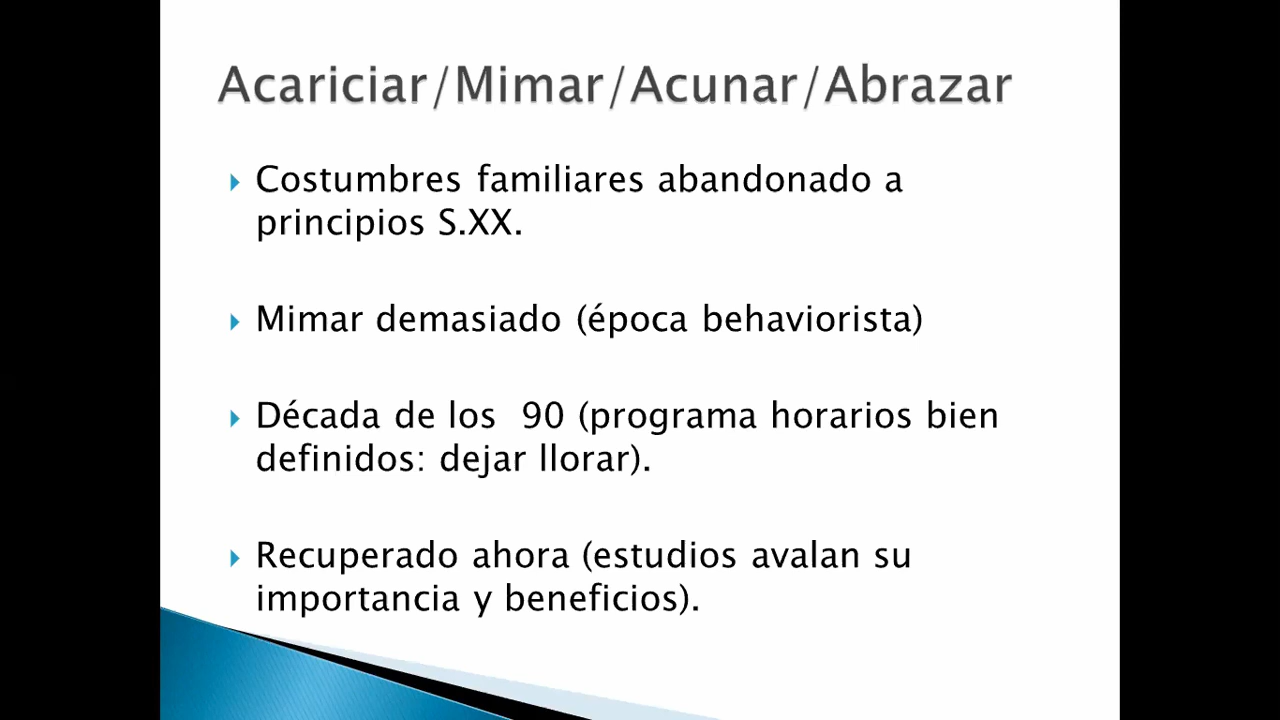 Acariciar/Mimar/Acunar/Abrazar
Costumbres familiares abandonado a
principios S.XX.
Mimar demasiado (época behaviorista)
Década de los  90 (programa horarios bien
definidos: dejar llorar).
Recuperado ahora (estudios avalan su
importancia y beneficios).